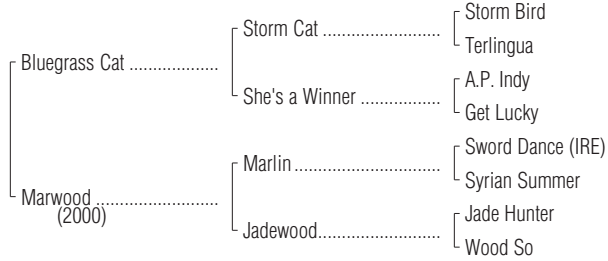 Storm Bird
Storm Cat ..............................
Terlingua
Bluegrass Cat ......................
A.P. Indy
She's a Winner ....................
Get Lucky
Sword Dance (IRE)
Marlin ......................................
Syrian Summer
Marwood ..............................
(2000)
Jade Hunter
Jadewood...............................
Wood So